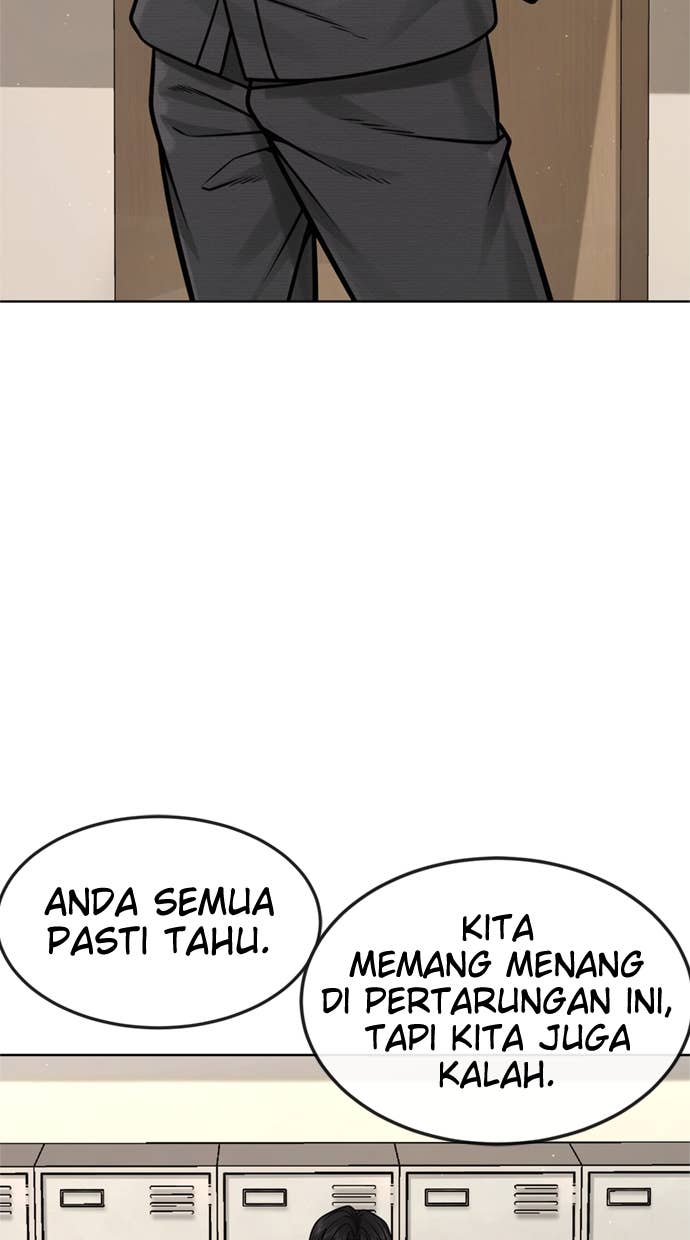 ANDA SEMUA
PASTI TAHU.
KITA
MEMANG MENANG
DI PERTARUNGAN INI,
TAPI KITA JUGA
KALAH.